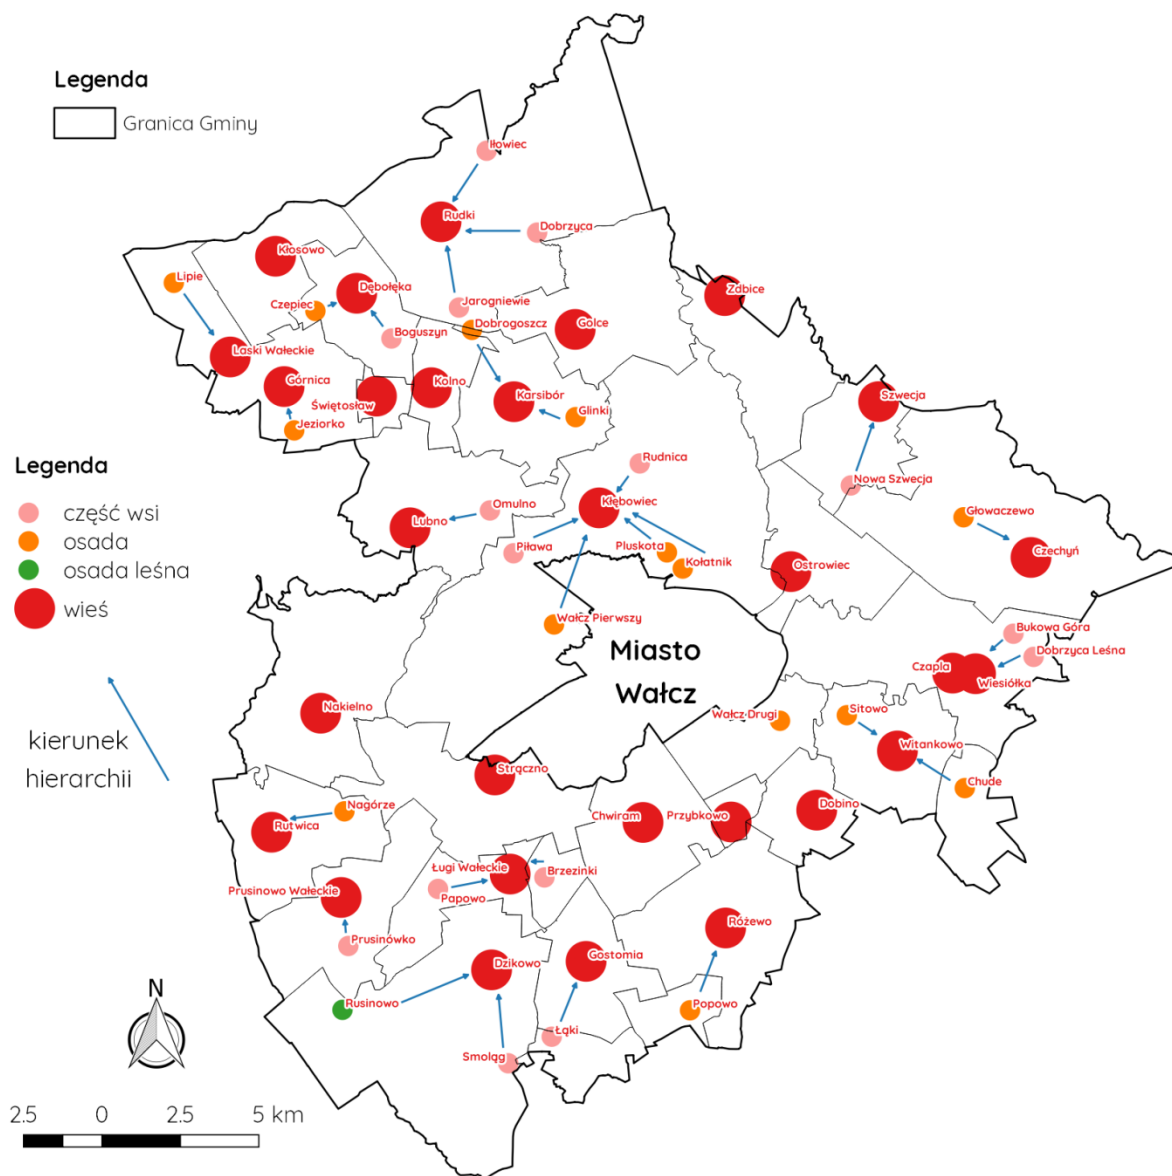 Legenda
Granica Gminy
Iłowiec
Rudki
Dobrzyca
Kłosowo
Lipie
Dębołęka
Zdbice
Czepiec
Jarogniewie
Dobrogoszcz
Golce
Boguszyn
Laski Wałeckie
Górnica
Kolno
Karsibór
Świętosław
Glinki
Szwecja
Jeziorko
Legenda
część wsi
osada
osada leśna
wieś
kierunek
hierarchii
Rudnica
Nowa Szwecja
Omulno
Kłębowiec
Głowaczewo
Lubno
Piława
Pluskota
Kołatnik
Ostrowiec
Czechyń
Wałcz Pierwszy
Miasto
Wałcz
Bukowa Góra
Dobrzyca Leśna
Czapla
Wiesiółka
Nakielno
Wałcz Drugi
Sitowo
Witankowo
Strączno
Chude
Nagórze
Rutwica
Chwiram
Przybkowo
Dobino
Ługi Wałeckie
Brzezinki
Prusinowo Wałeckie
Papowo
Różewo
Prusinówko
Dzikowo
Gostomia
Rusinowo
Popowo
Łąki
Smoląg
N
2.5 0 2.5 5 km